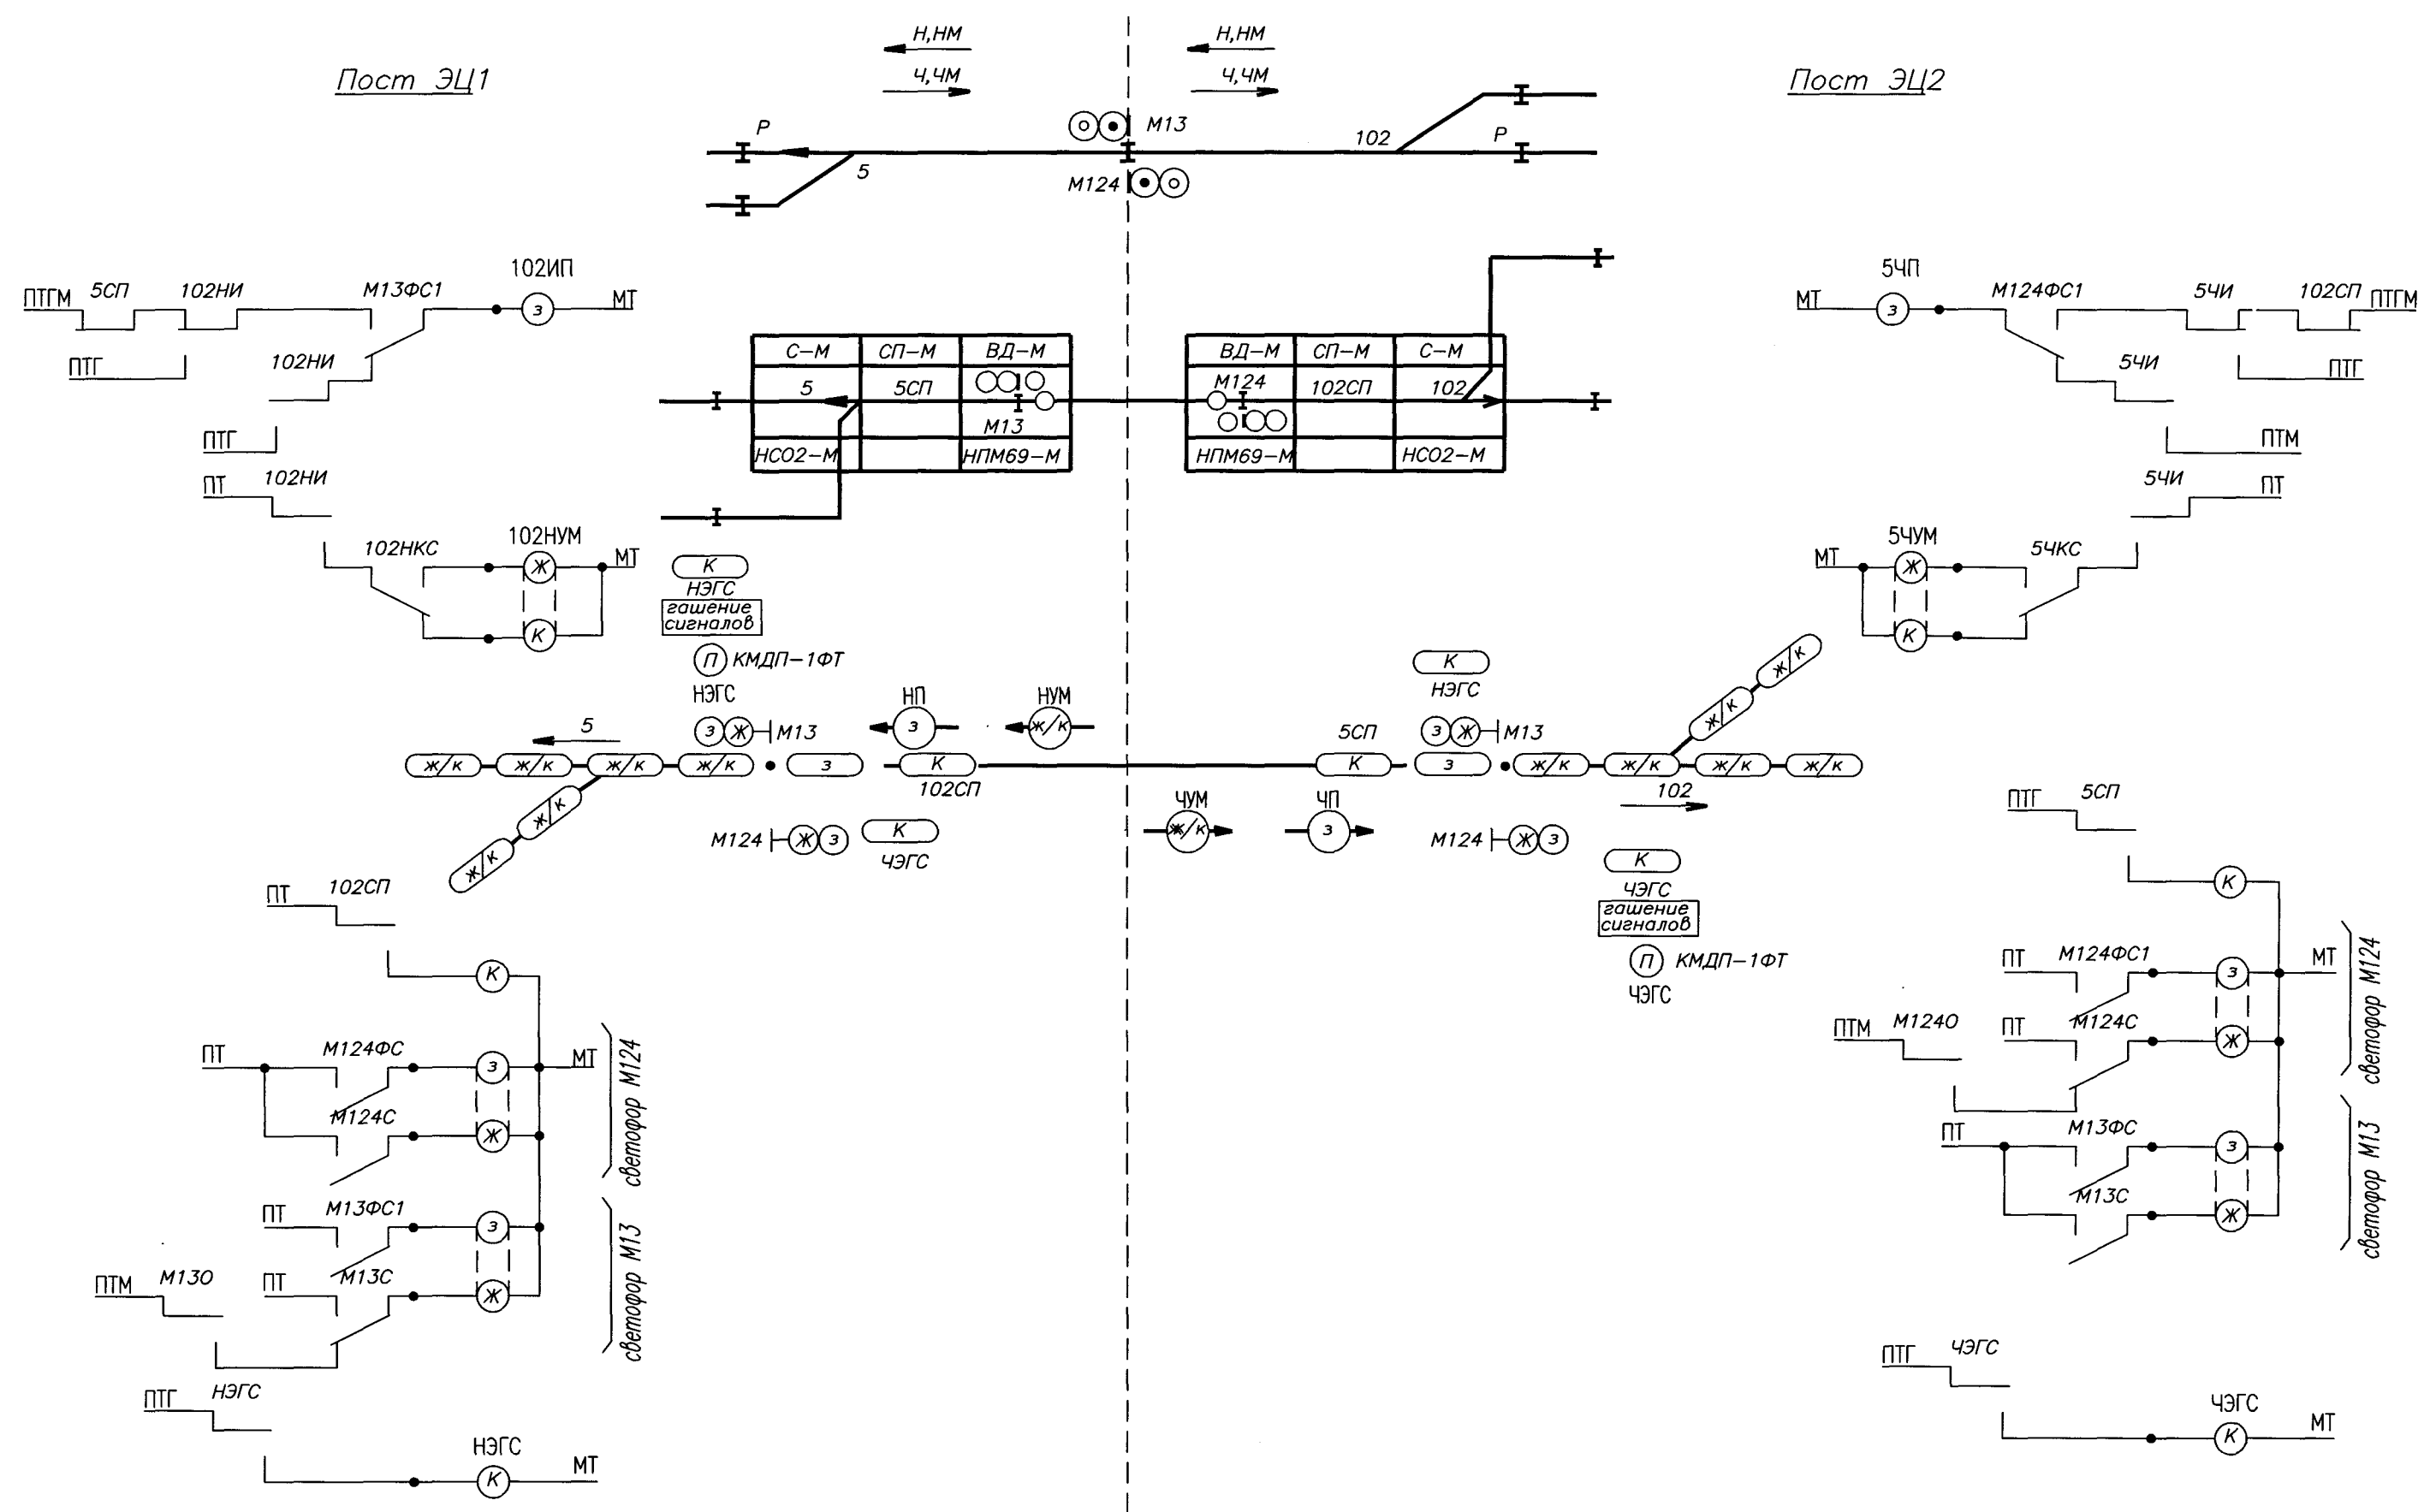 Н,НМ
Н,НМ
Пост ЭЦ1
Ч,ЧМ
Ч,ЧМ
Пост ЭЦ2
Р
М13
102
Р
5
М124
102ИП
5ЧП
ПТГМ
5СП
102НИ
М13ФС1
З
МТ
МТ
З
М124ФС1
5ЧИ
102СП
ПТГМ
ПТГ
102НИ
5ЧИ
ПТГ
С-М
СП-М
ВД-М
ВД-М
СП-М
С-М
5
5СП
М13
М124
102СП
102
НСО2-М
НПМ69-М
НПМ69-М
НСО2-М
ПТГ
ПТМ
ПТ
102НИ
5ЧИ
ПТ
102НКС
102НУМ
Ж
МТ
К
5ЧУМ
МТ
Ж
5ЧКС
К
К
НЭГС
гашение
сигналов
П
КМДП-1ФТ
НЭГС
К
НЭГС
НП
НУМ
5
З
Ж
М13
З
Ж/К
5СП
З
Ж
М13
Ж/К
Ж/К
Ж/К
Ж/К
Ж/К
Ж/К
З
К
102СП
К
З
Ж/К
Ж/К
Ж/К
Ж/К
102
Ж/К
Ж/К
М124
Ж
З
К
ЧЭГС
ЧУМ
Ж/К
ЧП
З
М124
Ж
З
К
ЧЭГС
гашение
сигналов
П
КМДП-1ФТ
ЧЭГС
ПТГ
5СП
К
ПТ
102СП
К
ПТ
М124ФС
З
МТ
М124С
Ж
светофор М124
ПТ
М13ФС1
З
ПТМ
М13О
ПТ
М13С
Ж
светофор М13
ПТГ
НЭГС
НЭГС
К
МТ
ПТ
М124ФС1
З
МТ
ПТМ
М124О
ПТ
М124С
Ж
светофор М124
ПТ
М13ФС
З
М13С
Ж
светофор М13
ПТГ
ЧЭГС
ЧЭГС
К
МТ